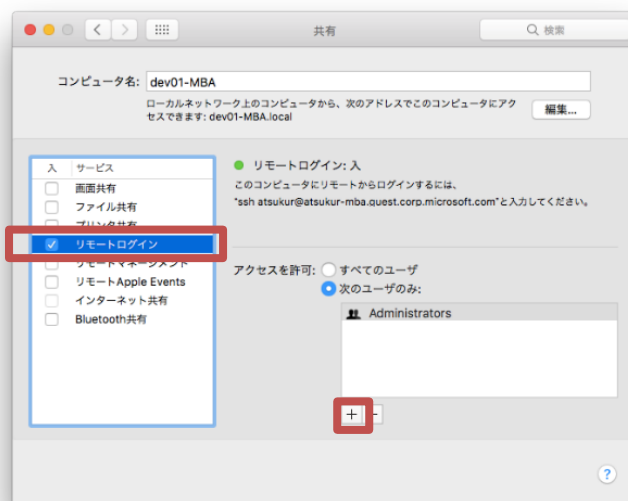 共有
検索
コンピュータ名: dev01-MBA
ローカルネットワーク上のコンピュータから、次のアドレスでこのコンピュータにアク
セスできます: dev01-MBA.local
編集...
入 サービス
画面共有
ファイル共有
プリンタ共有
リモートログイン
リモートマネージメント
リモートApple Events
インターネット共有
Bluetooth共有
リモートログイン: 入
このコンピュータにリモートからログインするには、
"ssh atsukur@atsukur-mba.guest.corp.microsoft.com"と入力してください。
アクセスを許可: すべてのユーザ
次のユーザのみ:
Administrators
+ −
?